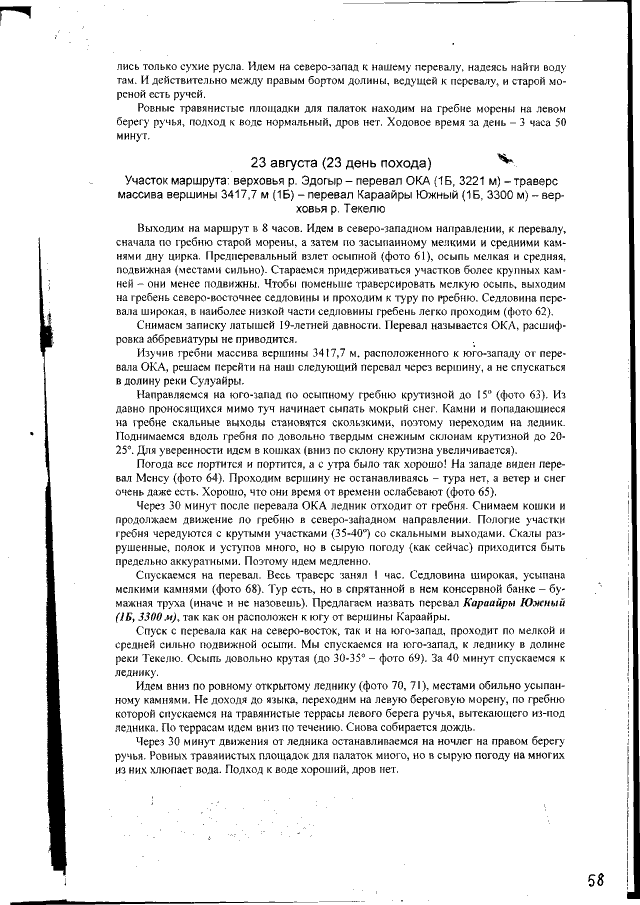 лись только сухие русла. Идем на северо-запад к нашему перевалу, надеясь найти воду
там. И действительно между правым бортом долины, ведущей к перевалу, и старой мо-
реной есть ручей.
Ровные травянистые площадки для палаток находим на гребне морены на левом
берегу ручья, подход к воде нормальный, дров нет. Ходовое время за день – 3 часа 50
минут.
23 августа (23 день похода)
Участок маршрута: верховья р. Эдогыр – перевал ОКА (1Б, 3221 м) – траверс
массива вершины 3417,7 м (1Б) – перевал Караайры Южный (1Б, 3300 м) – вер-
ховья р. Текелю
Выходим на маршрут в 8 часов. Идем в северо-западном направлении, к перевалу,
сначала по гребню старой морены, а затем по засыпанному мелкими и средними кам-
нями дну цирка. Предперевальный взлет осыпной (фото 61), осыпь мелкая и средняя,
подвижная (местами сильно). Стараемся придерживаться участков более крупных кам-
ней – они менее подвижны. Чтобы поменьше траверсировать мелкую осыпь, выходим
на гребень северо-восточнее седловины и проходим к туру по гребню. Седловина пере-
вала широкая, в наиболее низкой части седловины гребень легко проходим (фото 62).
Снимаем записку латышей 19-летней давности. Перевал называется ОКА, расшиф-
ровка аббревиатуры не приводится.
Изучив гребни массива вершины 3417,7 м, расположенного к юго-западу от пере-
вала ОКА, решаем перейти на наш следующий перевал через вершину, а не спускаться
в долину реки Сулуайры.
Направляемся на юго-запад по осыпному гребню крутизной до 15° (фото 63). Из
давно проносящихся мимо туч начинает сыпать мокрый снег. Камни и попадающиеся
на гребне скальные выходы становятся скользкими, поэтому переходим на ледник.
Поднимаемся вдоль гребня по довольно твердым снежным склонам крутизной до 20-
25°. Для уверенности идем в кошках (вниз по склону крутизна увеличивается).
Погода все портится и портится, а с утра было так хорошо! На западе виден пере-
вал Менсу (фото 64). Проходим вершину не останавливаясь – тура нет, а ветер и снег
очень даже есть. Хорошо, что они время от времени ослабевают (фото 65).
Через 30 минут после перевала ОКА ледник отходит от гребня. Снимаем кошки и
продолжаем движение по гребню в северо-западном направлении. Пологие участки
гребня чередуются с крутыми участками (35-40°) со скальными выходами. Скалы раз-
рушенные, полок и уступов много, но в сырую погоду (как сейчас) приходится быть
предельно аккуратными. Поэтому идем медленно.
Спускаемся на перевал. Весь траверс занял 1 час. Седловина широкая, усыпана
мелкими камнями (фото 68). Тур есть, но в спрятанной в нем консервной банке – бу-
мажная труха (иначе и не назовешь). Предлагаем назвать перевал Караайры Южный
(1Б, 3300 м), так как он расположен к югу от вершины Караайры.
Спуск с перевала как на северо-восток, так и на юго-запад, проходит по мелкой и
средней сильно подвижной осыпи. Мы спускаемся на юго-запад, к леднику в долине
реки Текелю. Осыпь довольно крутая (до 30-35° – фото 69). За 40 минут спускаемся к
леднику.
Идем вниз по ровному открытому леднику (фото 70, 71), местами обильно усыпан-
ному камнями. Не доходя до языка, переходим на левую береговую морену, по гребню
которой спускаемся на травянистые террасы левого берега ручья, вытекающего из-под
ледника. По террасам идем вниз по течению. Снова собирается дождь.
Через 30 минут движения от ледника останавливаемся на ночлег на правом берегу
ручья. Ровных травянистых площадок для палаток много, но в сырую погоду на многих
из них хлюпает вода. Подход к воде хороший, дров нет.
58